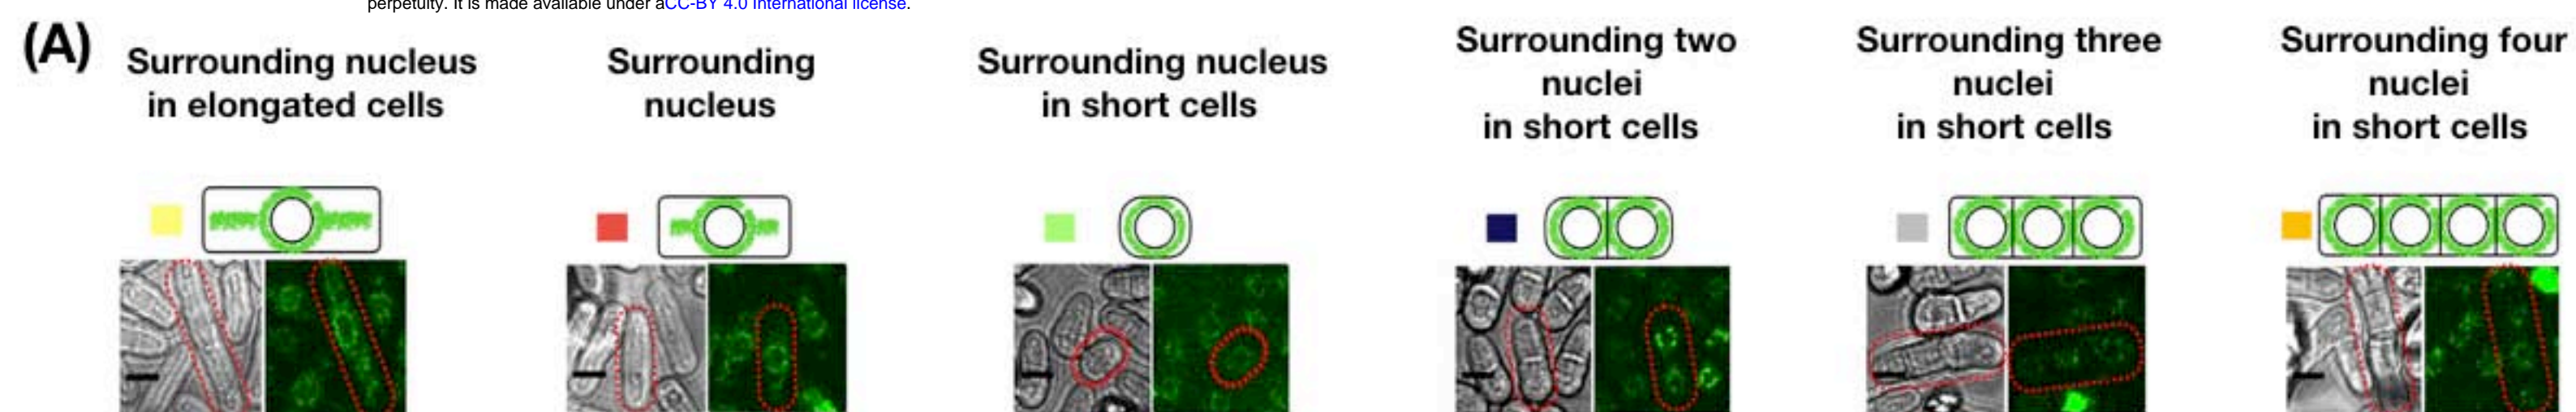 perpetuity. It is made available under aCC-BY 4.0 International license.
(A)
Surrounding nucleus
in elongated cells
Surrounding
nucleus
Surrounding nucleus
in short cells
Surrounding two
nuclei
in short cells
Surrounding three
nuclei
in short cells
Surrounding four
nuclei
in short cells